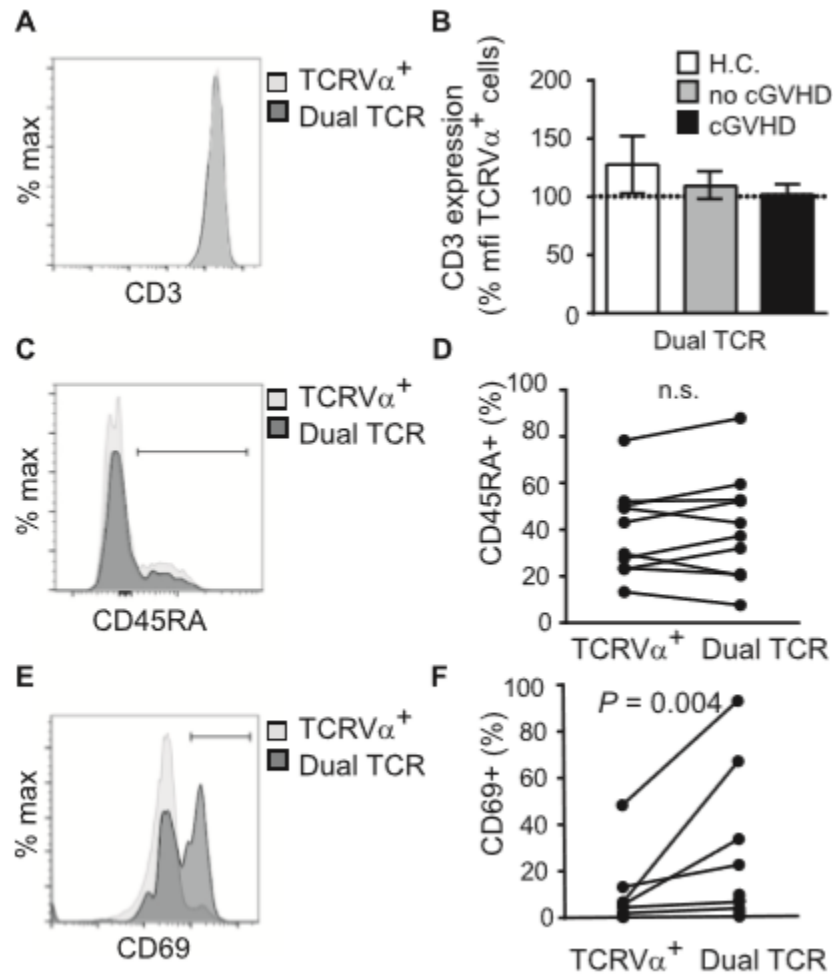 A
TCRVα⁺
Dual TCR
% max
CD3
B
H.C.
no cGVHD
cGVHD
CD3 expression
(% mfi TCRVα⁺ cells)
200
150
100
50
0
Dual TCR
C
TCRVα⁺
Dual TCR
% max
CD45RA
D
n.s.
CD45RA+ (%)
100
80
60
40
20
0
TCRVα⁺ Dual TCR
E
TCRVα⁺
Dual TCR
% max
CD69
F
P = 0.004
CD69+ (%)
100
80
60
40
20
0
TCRVα⁺ Dual TCR